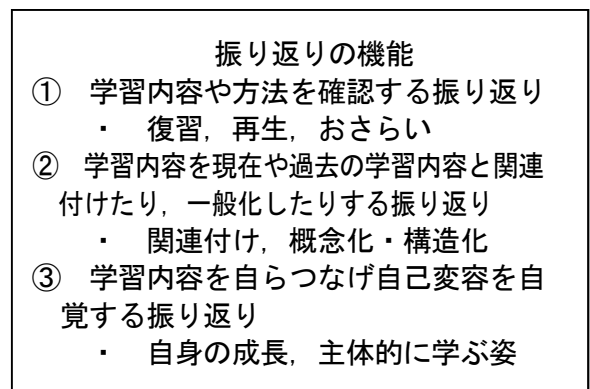 振り返りの機能
① 学習内容や方法を確認する振り返り
・ 復習，再生，おさらい
② 学習内容を現在や過去の学習内容と関連
付けたり，一般化したりする振り返り
・ 関連付け，概念化・構造化
③ 学習内容を自らつなげ自己変容を自
覚する振り返り
・ 自身の成長，主体的に学ぶ姿